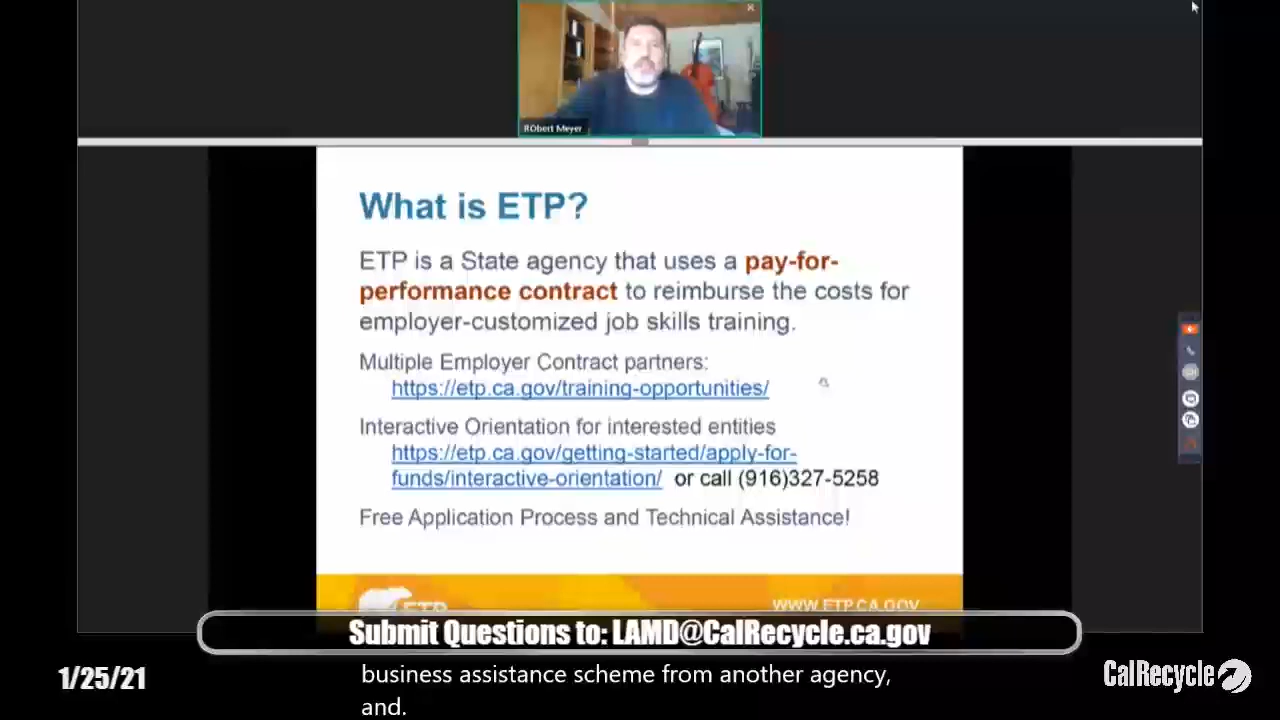 RObert Meyer
What is ETP?
ETP is a State agency that uses a pay-for-
performance contract to reimburse the costs for
employer-customized job skills training.
Multiple Employer Contract partners:
https://etp.ca.gov/training-opportunities/
Interactive Orientation for interested entities
https://etp.ca.gov/getting-started/apply-for-
funds/interactive-orientation/ or call (916)327-5258
Free Application Process and Technical Assistance!
ETP
WWW.ETP.CA.GOV
Submit Questions to: LAMD@CalRecycle.ca.gov
business assistance scheme from another agency,
and.
1/25/21
CalRecycle